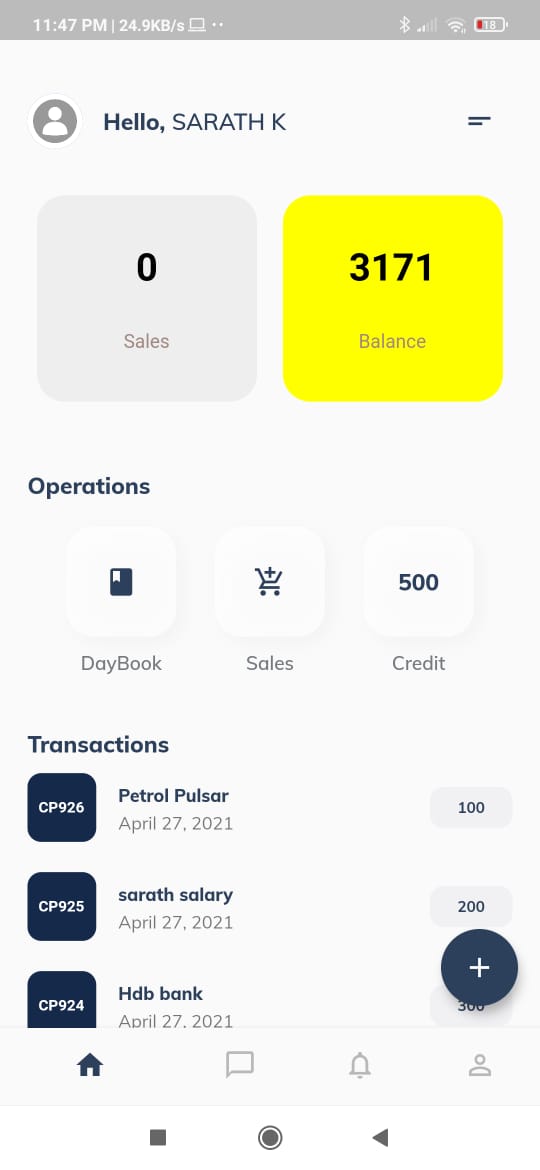 11:47 PM | 24.9KB/s
18
Hello, SARATH K
0
3171
Sales
Balance
Operations
500
DayBook
Sales
Credit
Transactions
CP926
Petrol Pulsar
April 27, 2021
100
CP925
sarath salary
April 27, 2021
200
CP924
Hdb bank
April 27, 2021
300